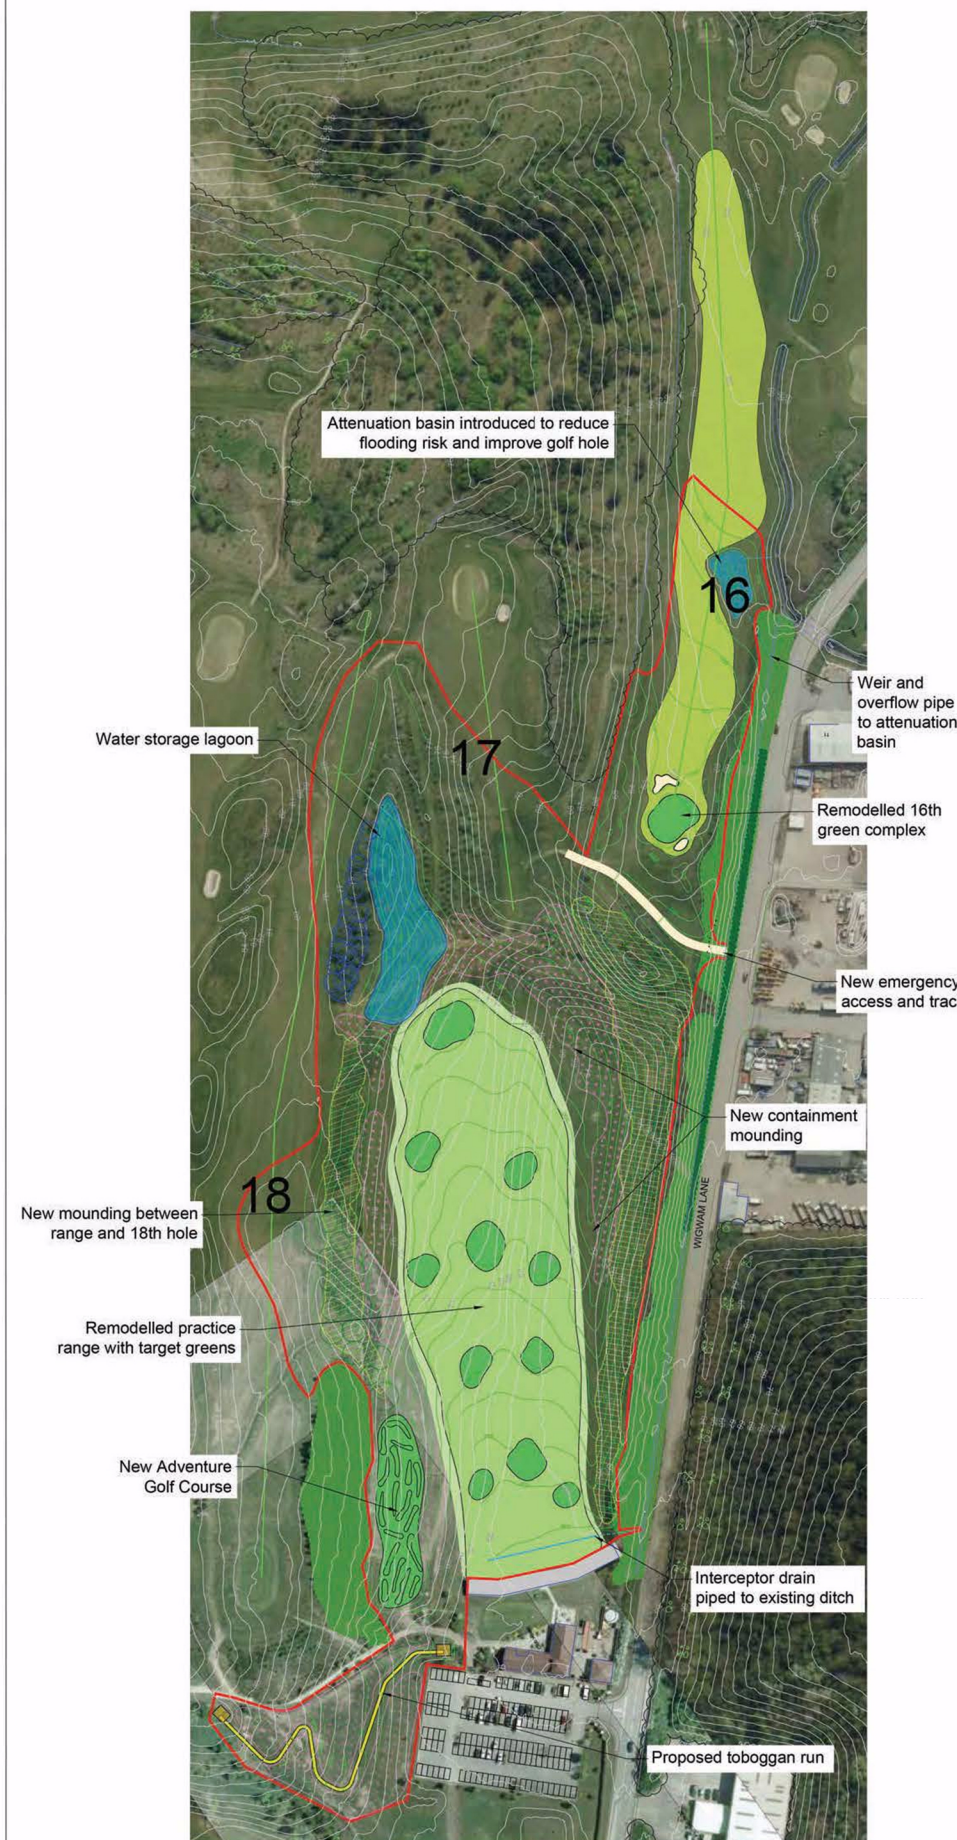 Attenuation basin introduced to reduce
flooding risk and improve golf hole
16
Weir and
overflow pipe
to attenuation
basin
Water storage lagoon
17
Remodelled 16th
green complex
New emergency
access and trac
New containment
mounding
WIGWAM LANE
18
New mounding between
range and 18th hole
Remodelled practice
range with target greens
New Adventure
Golf Course
Interceptor drain
piped to existing ditch
Proposed toboggan run